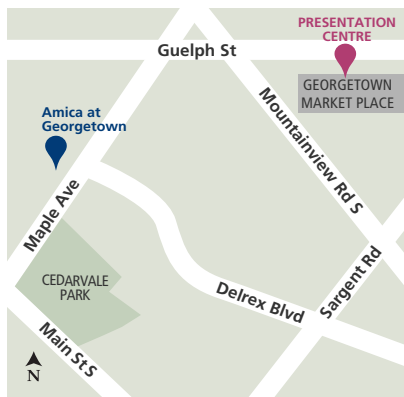 PRESENTATION
CENTRE
Guelph St
GEORGETOWN
MARKET PLACE
Amica at
Georgetown
Mountainview Rd S
Maple Ave
Sargent Rd
CEDARVALE
PARK
Delrex Blvd
Main St S
N